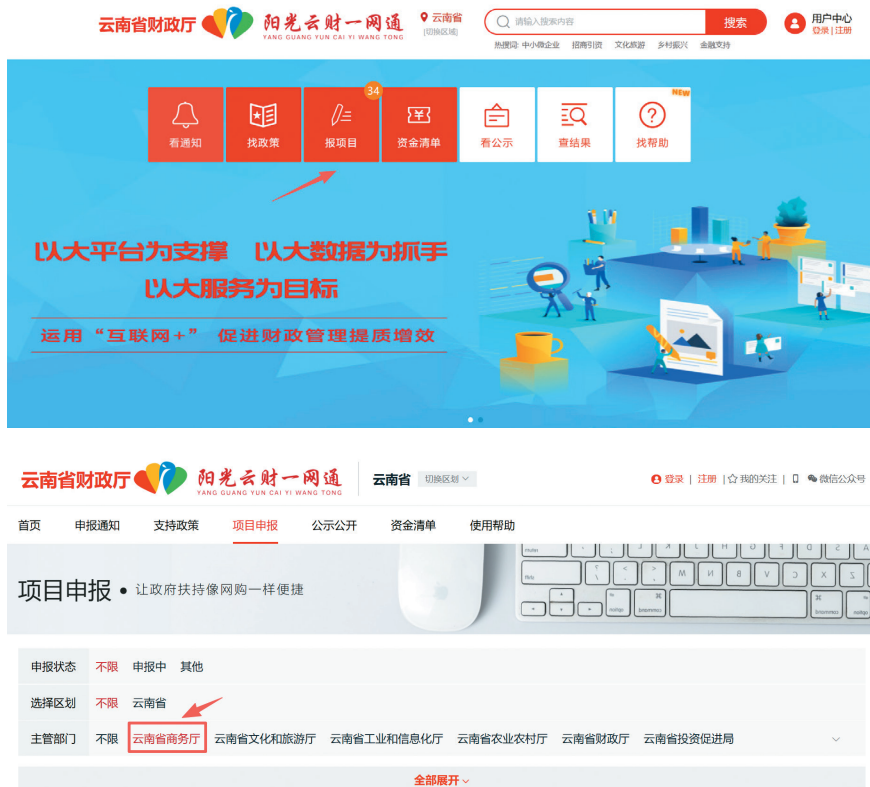 云南省财政厅 阳光云财一网通 云南省 请输入搜索内容 搜索 用户中心
YANG GUANG YUN CAI YI WANG TONG [切换区域] 登录|注册
热搜词: 中小微企业 招商引资 文化旅游 乡村振兴 金融支持
34 NEW
看通知 找政策 报项目 资金清单 看公示 查结果 找帮助
以大平台为支撑 以大数据为抓手
以大服务为目标
运用“互联网+”促进财政管理提质增效
云南省财政厅 阳光云财一网通 云南省 切换区划 登录 | 注册 | 我的关注 | 微信公众号
YANG GUANG YUN CAI YI WANG TONG
首页 申报通知 支持政策 项目申报 公示公开 资金清单 使用帮助
项目申报 • 让政府扶持像网购一样便捷
申报状态 不限 申报中 其他
选择区划 不限 云南省
主管部门 不限 云南省商务厅 云南省文化和旅游厅 云南省工业和信息化厅 云南省农业农村厅 云南省财政厅 云南省投资促进局
全部展开